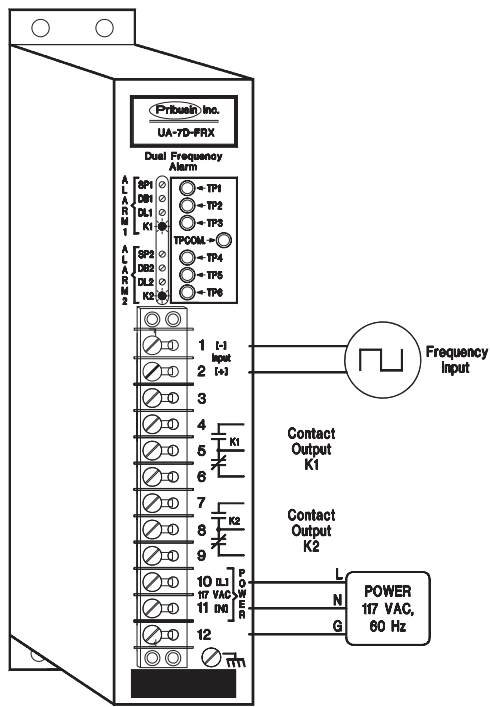 Pribusin Inc.
UA-7D-FRX
Dual Frequency
Alarm
ALARM 1
SP1
DB1
DL1
K1
TP1
TP2
TP3
TPCOM.
ALARM 2
SP2
DB2
DL2
K2
TP4
TP5
TP6
1 [-]
Input
2 [+]
3
4
K1
5
6
7
K2
8
9
10 [L]
117 VAC
11 [N]
POWER
12
Frequency
Input
Contact
Output
K1
Contact
Output
K2
L
N
G
POWER
117 VAC,
60 Hz